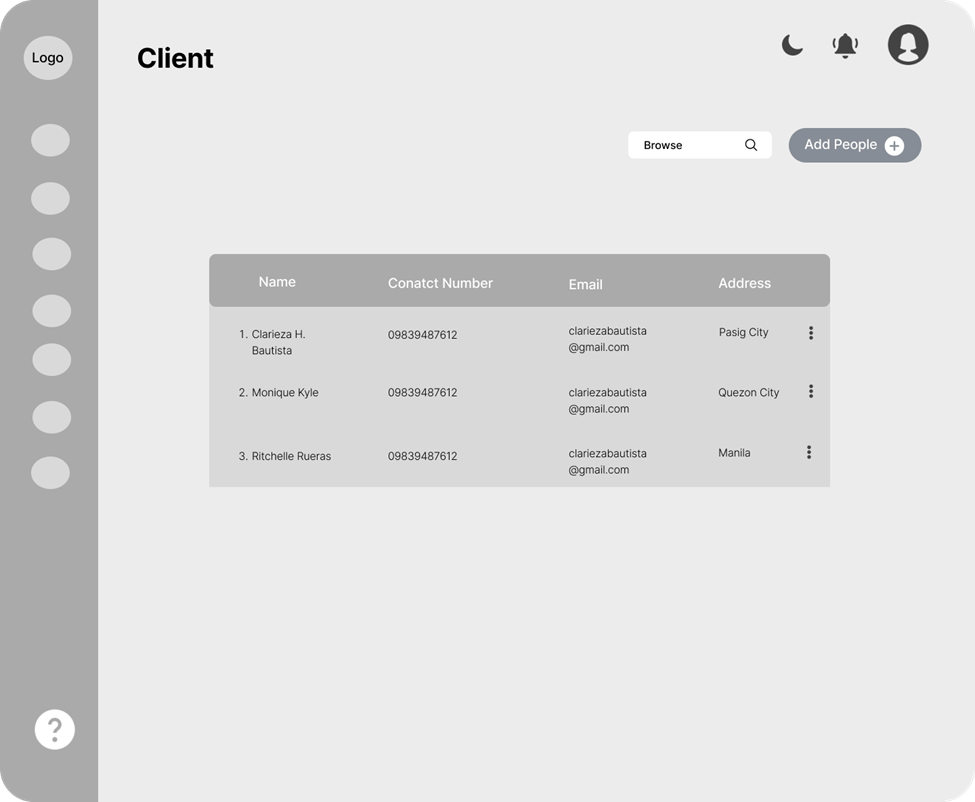 Logo
Client
Browse
Add People
Name Conatct Number Email Address
1. Clarieza H. 09839487612 clariezabautista Pasig City
Bautista @gmail.com
2. Monique Kyle 09839487612 clariezabautista Quezon City
@gmail.com
3. Ritchelle Rueras 09839487612 clariezabautista Manila
@gmail.com
?